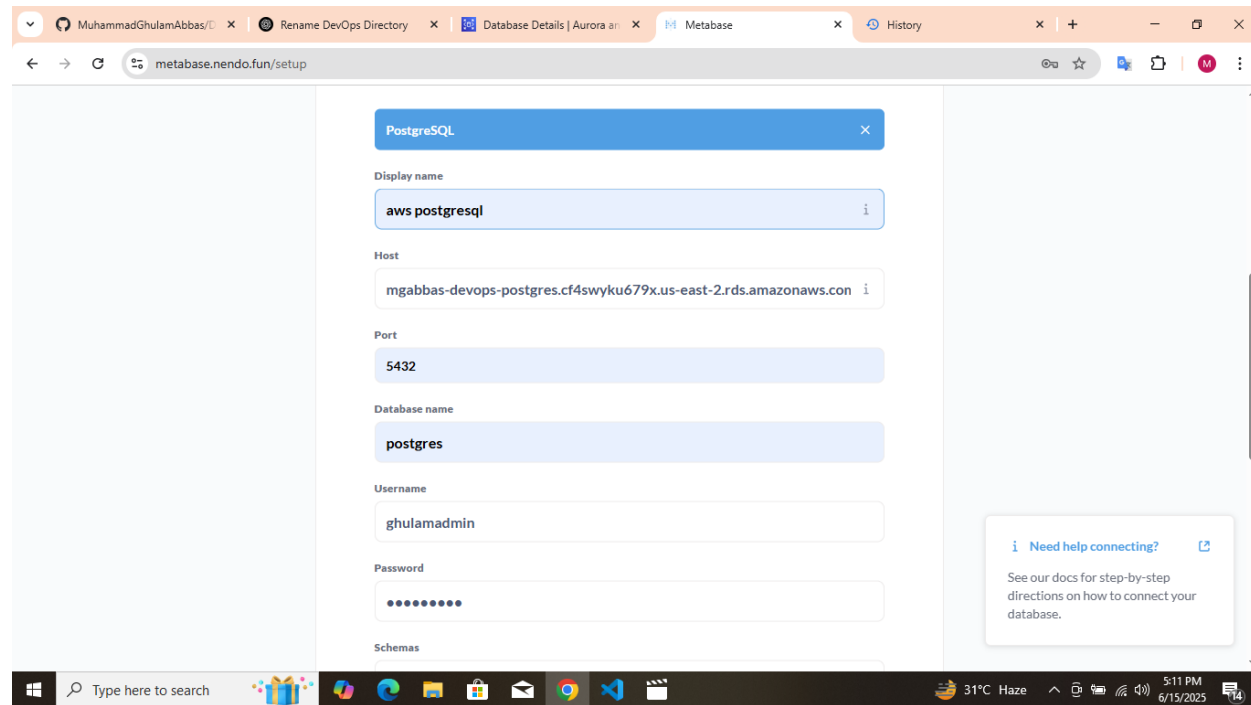 MuhammadGhulamAbbas/D
Rename DevOps Directory
Database Details | Aurora an
Metabase
History
metabase.nendo.fun/setup
M
PostgreSQL
Display name
aws postgresql
Host
mgabbas-devops-postgres.cf4swyku679x.us-east-2.rds.amazonaws.con
Port
5432
Database name
postgres
Username
ghulamadmin
Need help connecting?
See our docs for step-by-step
directions on how to connect your
database.
Password
●●●●●●●●●
Schemas
Type here to search
31°C Haze
5:11 PM
6/15/2025
14